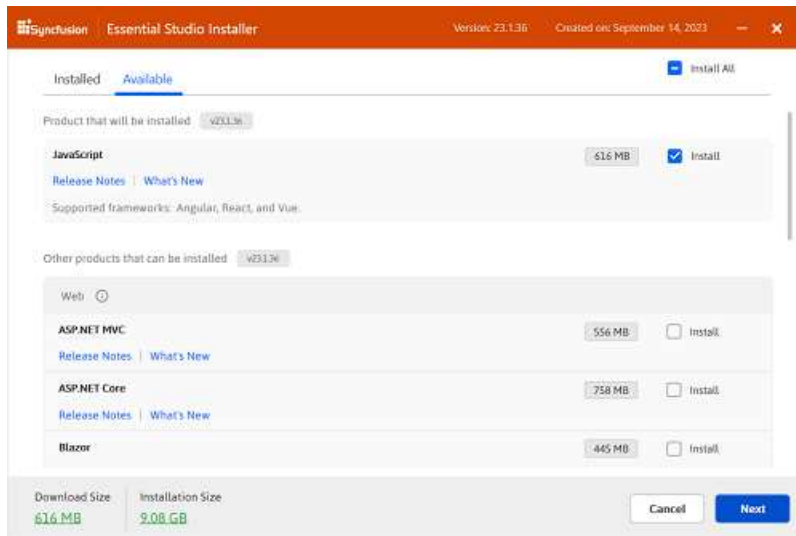 Syncfusion Essential Studio Installer Version: 23.1.36 Created on: September 14, 2023
Installed Available Install All
Product that will be installed v23.1.36
JavaScript 616 MB Install
Release Notes | What's New
Supported frameworks: Angular, React, and Vue.
Other products that can be installed v23.1.36
Web
ASP.NET MVC 556 MB Install
Release Notes | What's New
ASP.NET Core 758 MB Install
Release Notes | What's New
Blazor 445 MB Install
Download Size Installation Size
616 MB 9.08 GB
Cancel Next